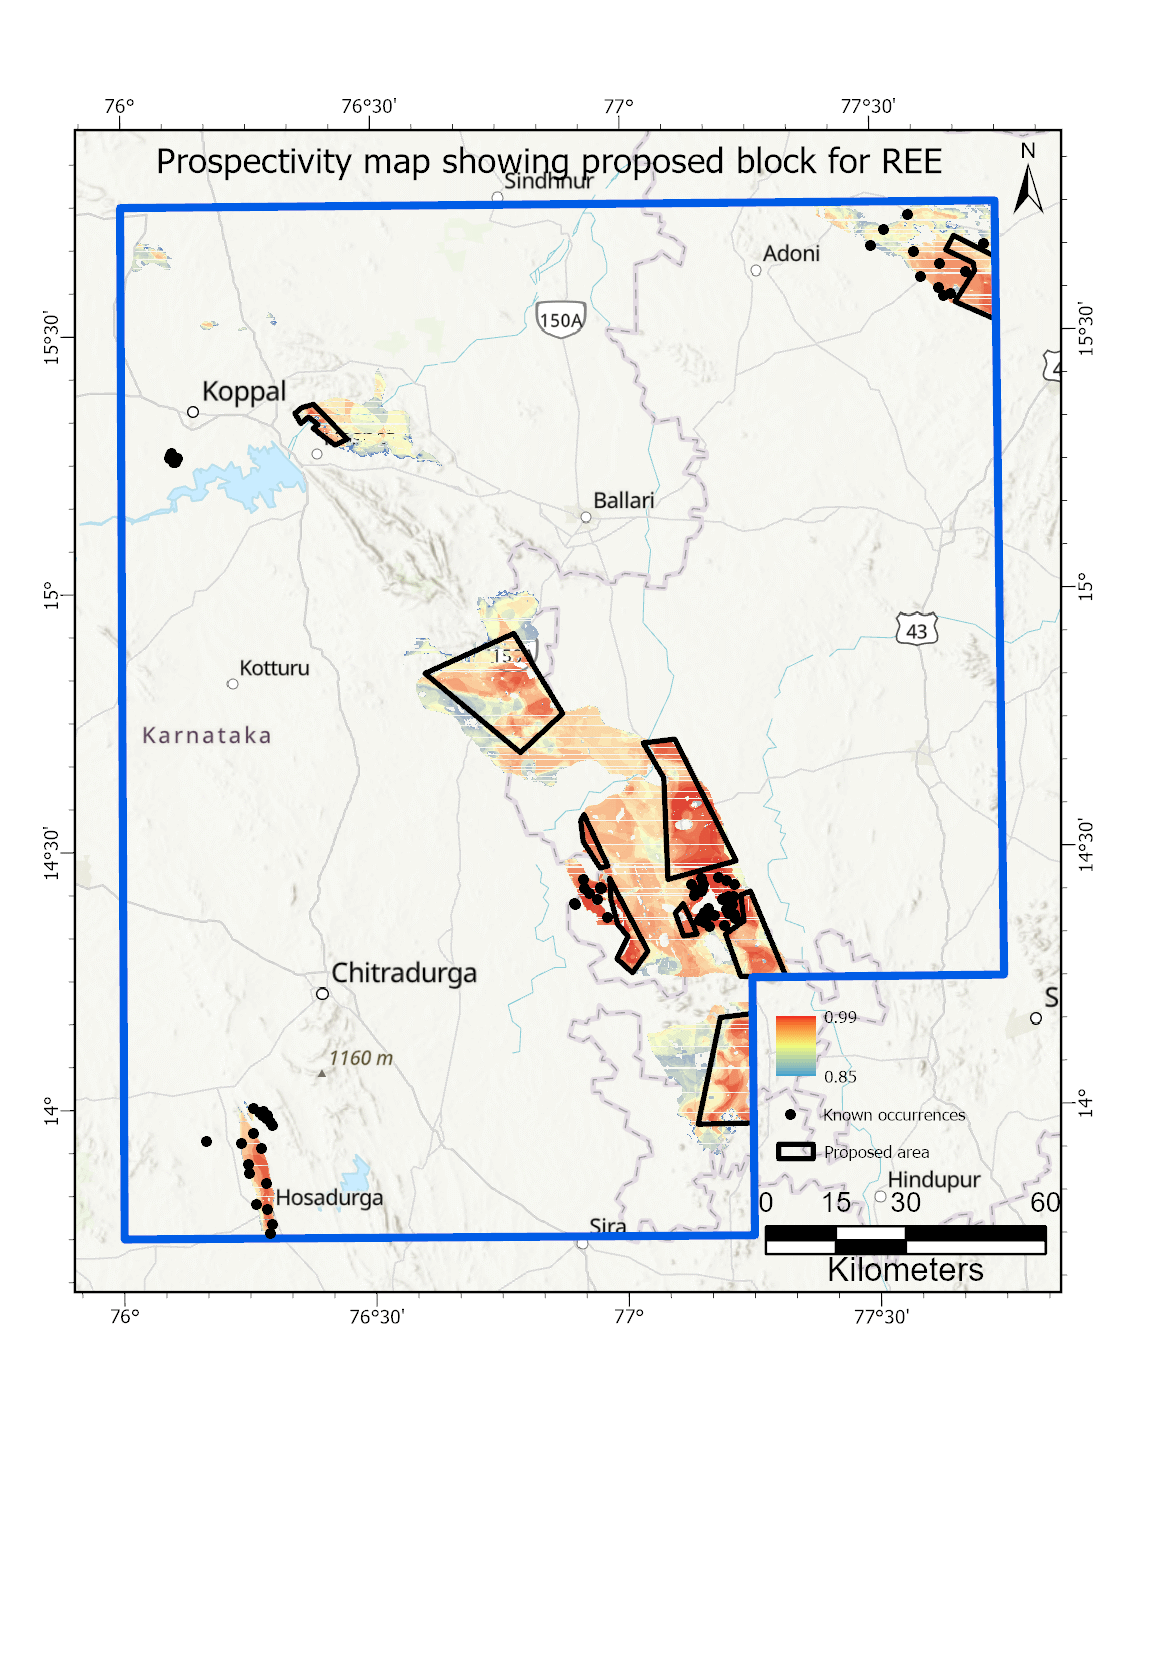 76° 76°30' 77° 77°30'
Prospectivity map showing proposed block for REE
N
Sindhnur
Adoni
150A
15°30' 15°30'
4
Koppal
Ballari
15° 15°
43
Kotturu
Karnataka
14°30' 14°30'
Chitradurga
S
0.99
1160 m
0.85
14° 14°
Known occurrences
Proposed area
Hosadurga
Hindupur
0 15 30 60
Sira
Kilometers
76° 76°30' 77° 77°30'